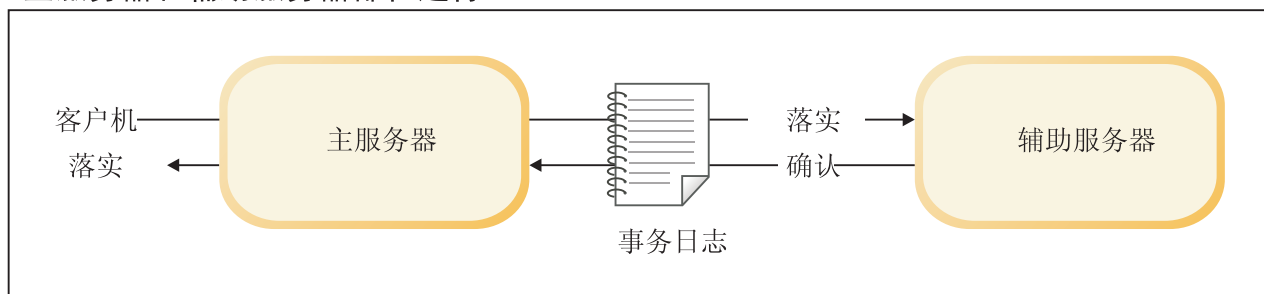 客户机
落实
主服务器
落实
确认
事务日志
辅助服务器